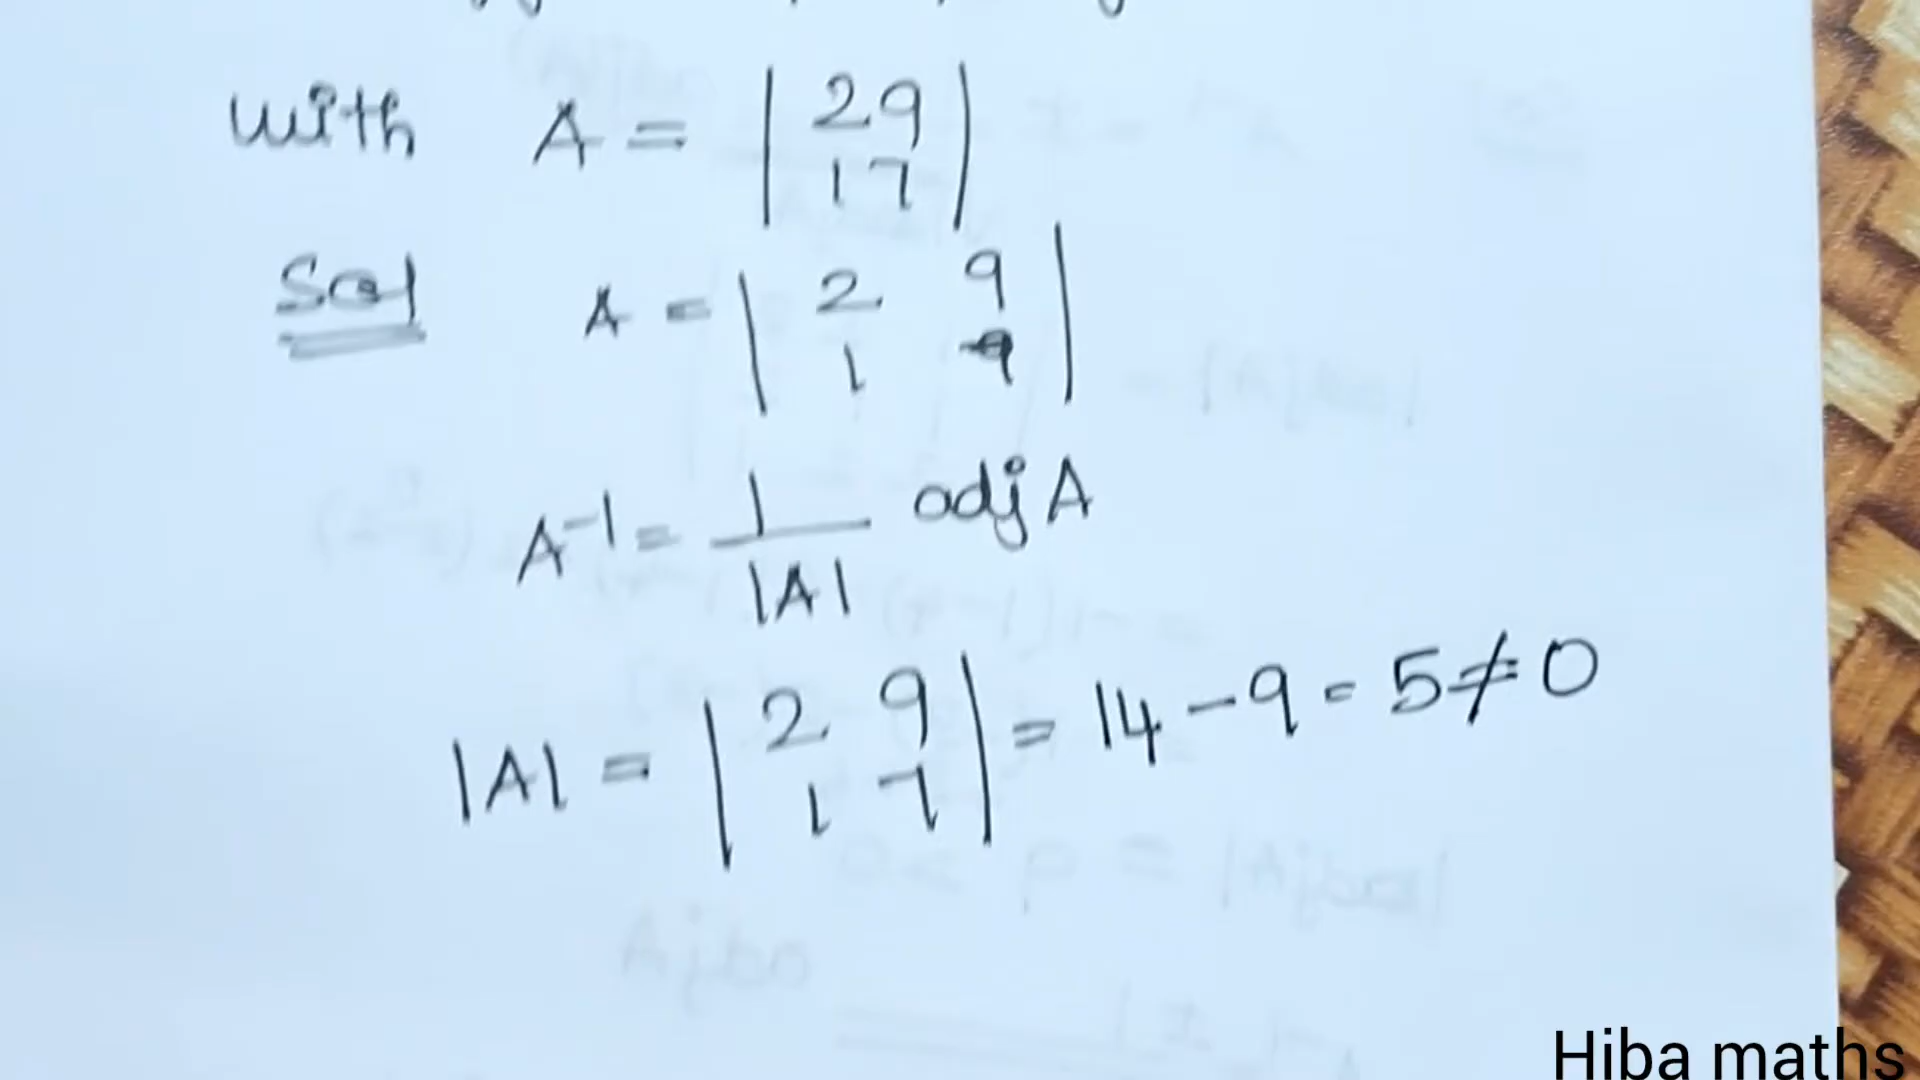 with A = | 2 9 |
| 1 7 |
Sol A = | 2 9 |
| 1 |
A⁻¹ = 1 adj A
|A|
|A| = | 2 9 | = 14 - 9 = 5 ≠ 0
| 1 7 |
Hiba maths